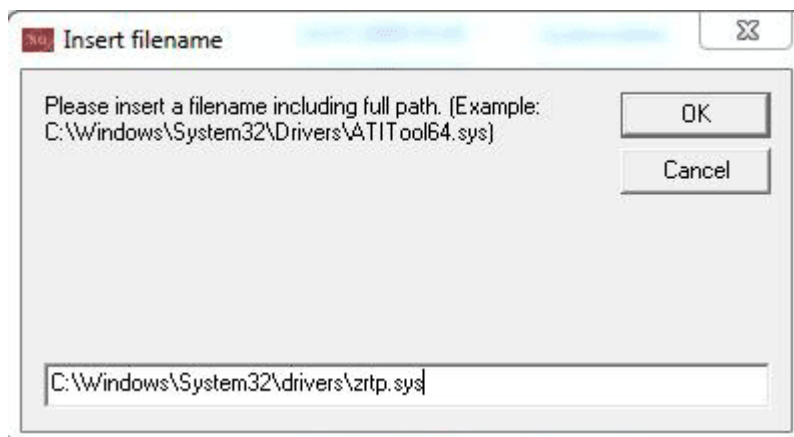 Insert filename
Please insert a filename including full path. (Example:
C:\Windows\System32\Drivers\ATITool64.sys)
OK
Cancel
C:\Windows\System32\drivers\zrtp.sys